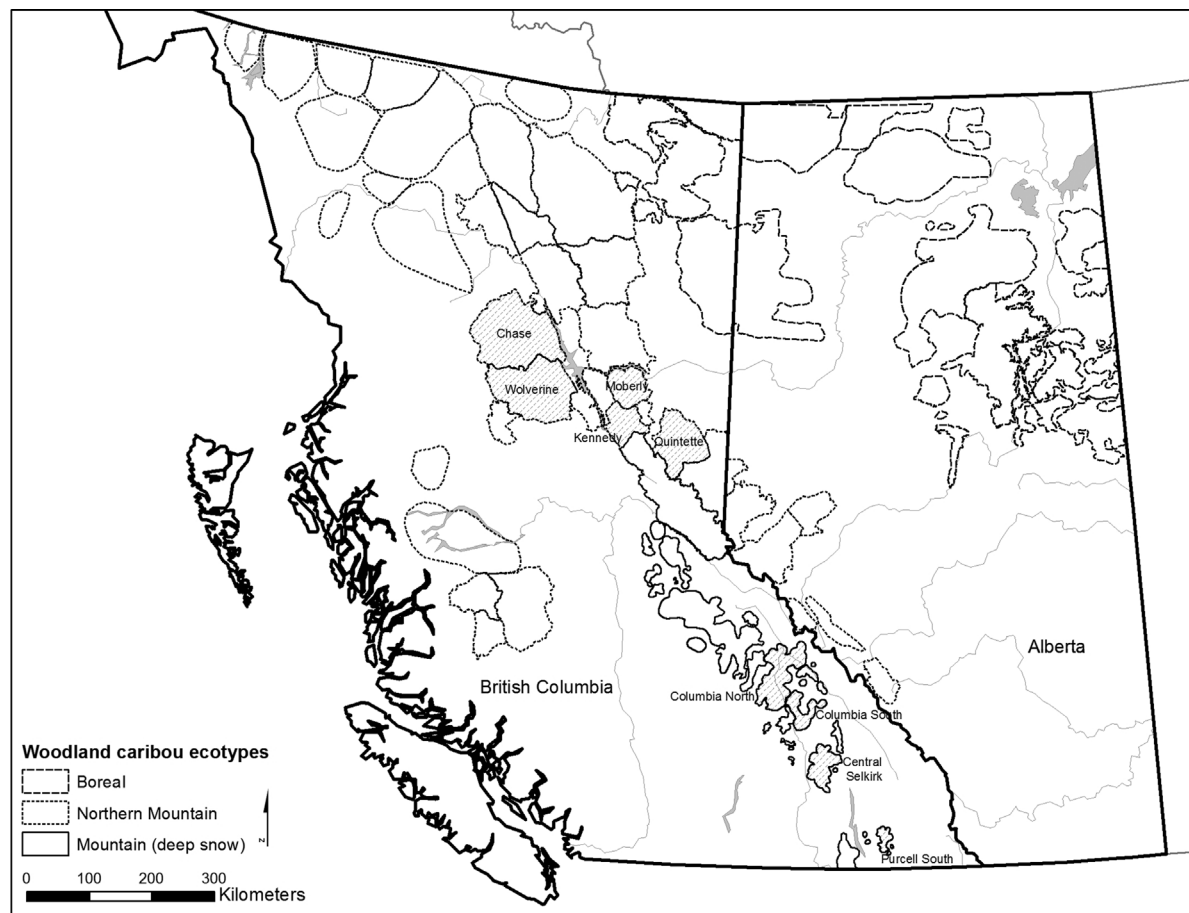 Chase
Wolverine
Moberly
Kennedy
Quintette
Alberta
British Columbia
Columbia North
Columbia South
Central
Selkirk
Purcell South
Woodland caribou ecotypes
Boreal
Northern Mountain
Mountain (deep snow)
z
0 100 200 300
Kilometers